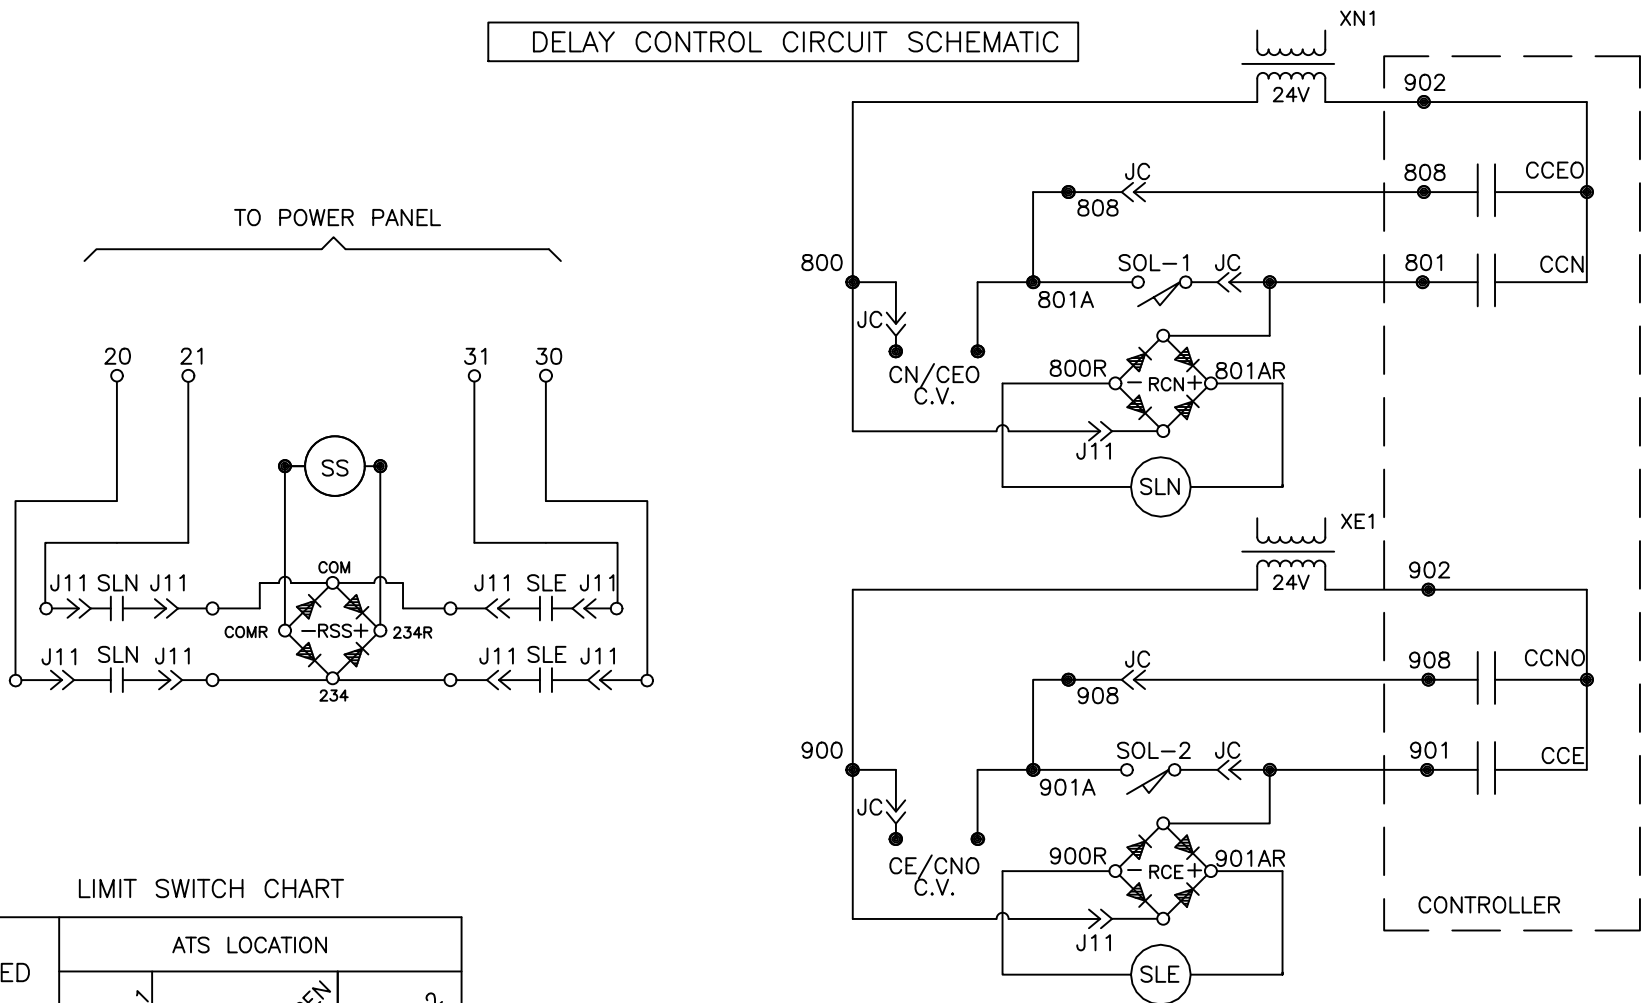 DELAY CONTROL CIRCUIT SCHEMATIC
XN1
24V
902
808
CCEO
JC
808
800
SOL-1
JC
801
CCN
801A
JC
CN/CEO
C.V.
800R
- RCN +
801AR
J11
SLN
TO POWER PANEL
20
21
31
30
SS
COM
J11
SLN
J11
J11
SLE
J11
COMR
-RSS+
234R
J11
SLN
J11
J11
SLE
J11
234
XE1
24V
902
908
CCNO
JC
908
900
SOL-2
JC
901
CCE
901A
JC
CE/CNO
C.V.
900R
- RCE +
901AR
J11
SLE
CONTROLLER
LIMIT SWITCH CHART
ATS LOCATION
ED